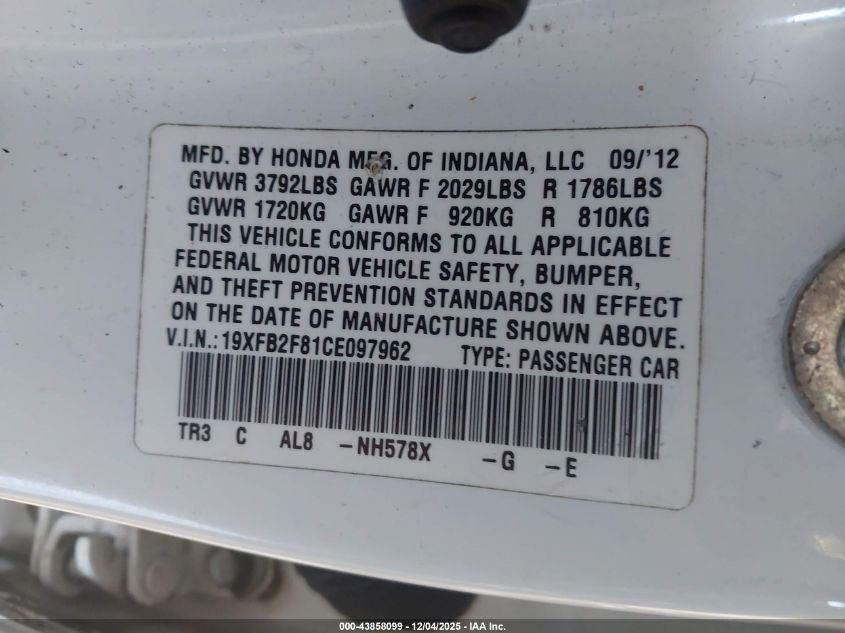 MFD. BY HONDA MFG. OF INDIANA, LLC 09/'12
GVWR 3792LBS GAWR F 2029LBS R 1786LBS
GVWR 1720KG GAWR F 920KG R 810KG
THIS VEHICLE CONFORMS TO ALL APPLICABLE
FEDERAL MOTOR VEHICLE SAFETY, BUMPER,
AND THEFT PREVENTION STANDARDS IN EFFECT
ON THE DATE OF MANUFACTURE SHOWN ABOVE.
V.I.N.:19XFB2F81CE097962 TYPE: PASSENGER CAR
TR3 C AL8 -NH578X -G -E
000-43858099 - 12/04/2025 - IAA Inc.